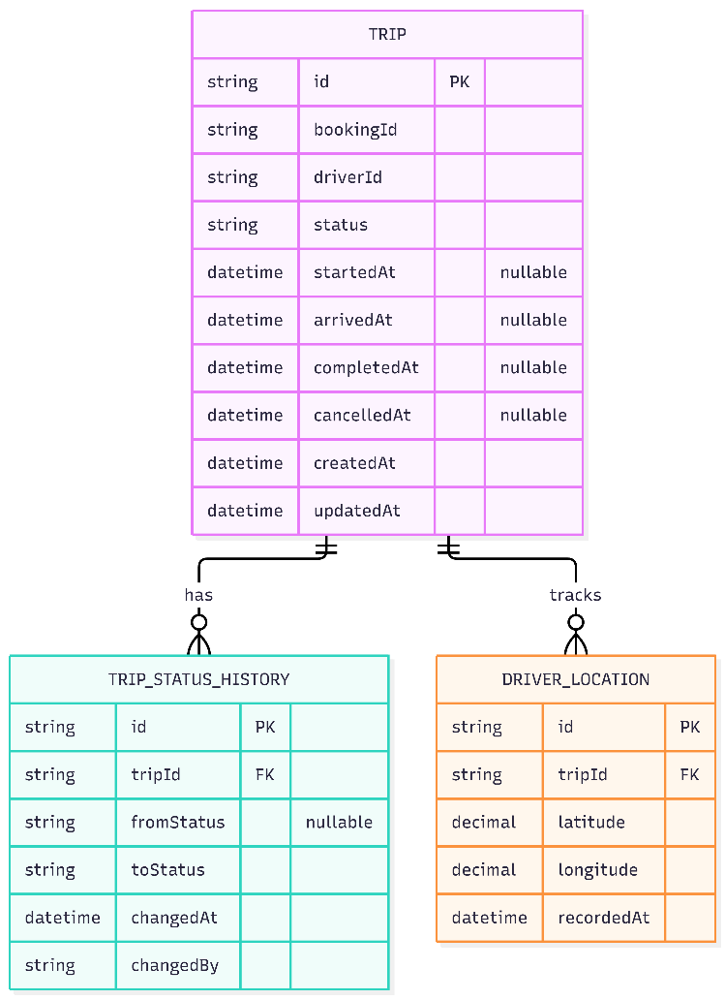 TRIP
string id PK
string bookingId
string driverId
string status
datetime startedAt nullable
datetime arrivedAt nullable
datetime completedAt nullable
datetime cancelledAt nullable
datetime createdAt
datetime updatedAt
has
tracks
TRIP_STATUS_HISTORY
string id PK
string tripId FK
string fromStatus nullable
string toStatus
datetime changedAt
string changedBy
DRIVER_LOCATION
string id PK
string tripId FK
decimal latitude
decimal longitude
datetime recordedAt